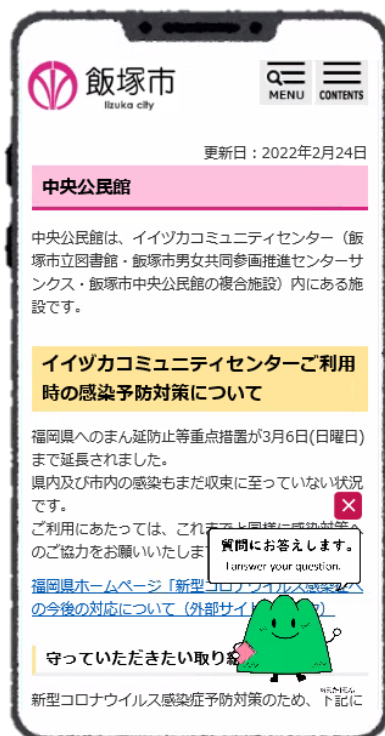 飯塚市
Iizuka city
MENU
CONTENTS
更新日：2022年2月24日
中央公民館
中央公民館は、イイヅカコミュニティセンター（飯
塚市立図書館・飯塚市男女共同参画推進センターサ
ンクス・飯塚市中央公民館の複合施設）内にある施
設です。
イイヅカコミュニティセンターご利用
時の感染予防対策について
福岡県へのまん延防止等重点措置が3月6日(日曜日)
まで延長されました。
県内及び市内の感染もまだ収束に至っていない状況
です。
ご利用にあたっては、これまでと同様に感染対策へ
のご協力をお願いいたします
質問にお答えします。
I answer your question.
福岡県ホームページ「新型コロナウイルス感染症へ
の今後の対応について（外部サイト
守っていただきたい取り組
新型コロナウイルス感染症予防対策のため、下記に